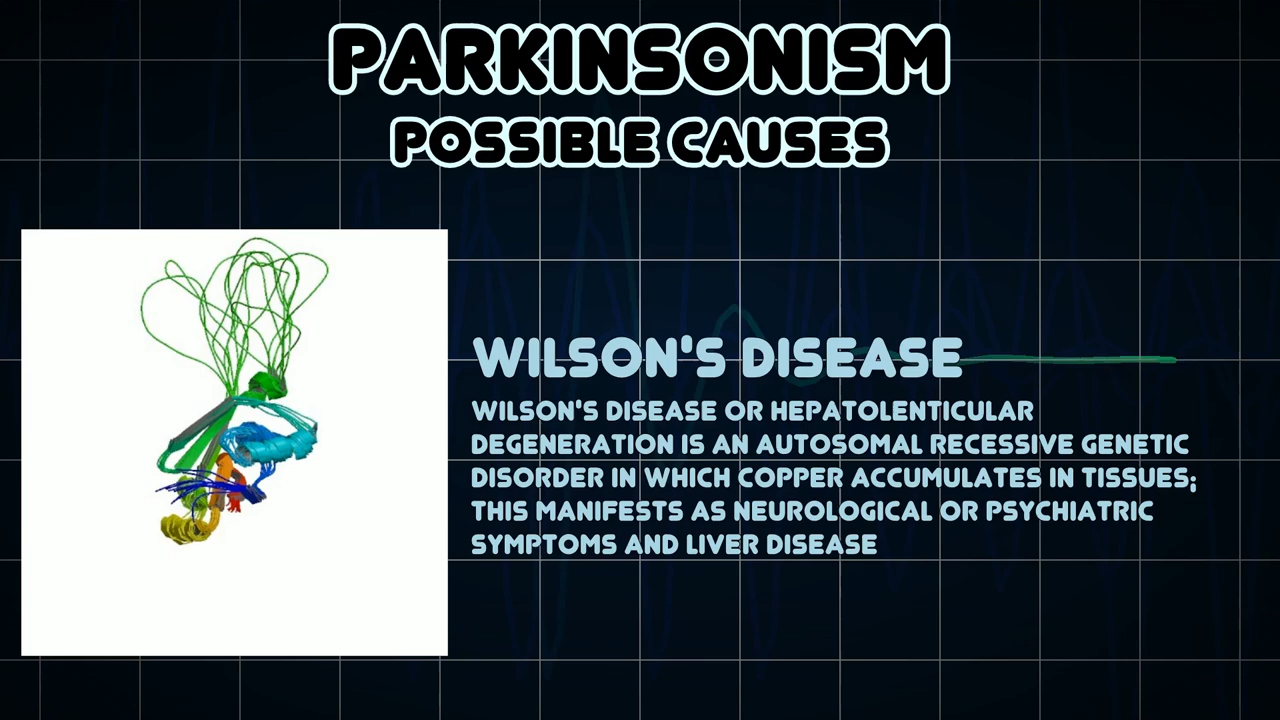 PARKINSONISM
POSSIBLE CAUSES
WILSON'S DISEASE
WILSON'S DISEASE OR HEPATOLENTICULAR
DEGENERATION IS AN AUTOSOMAL RECESSIVE GENETIC
DISORDER IN WHICH COPPER ACCUMULATES IN TISSUES;
THIS MANIFESTS AS NEUROLOGICAL OR PSYCHIATRIC
SYMPTOMS AND LIVER DISEASE